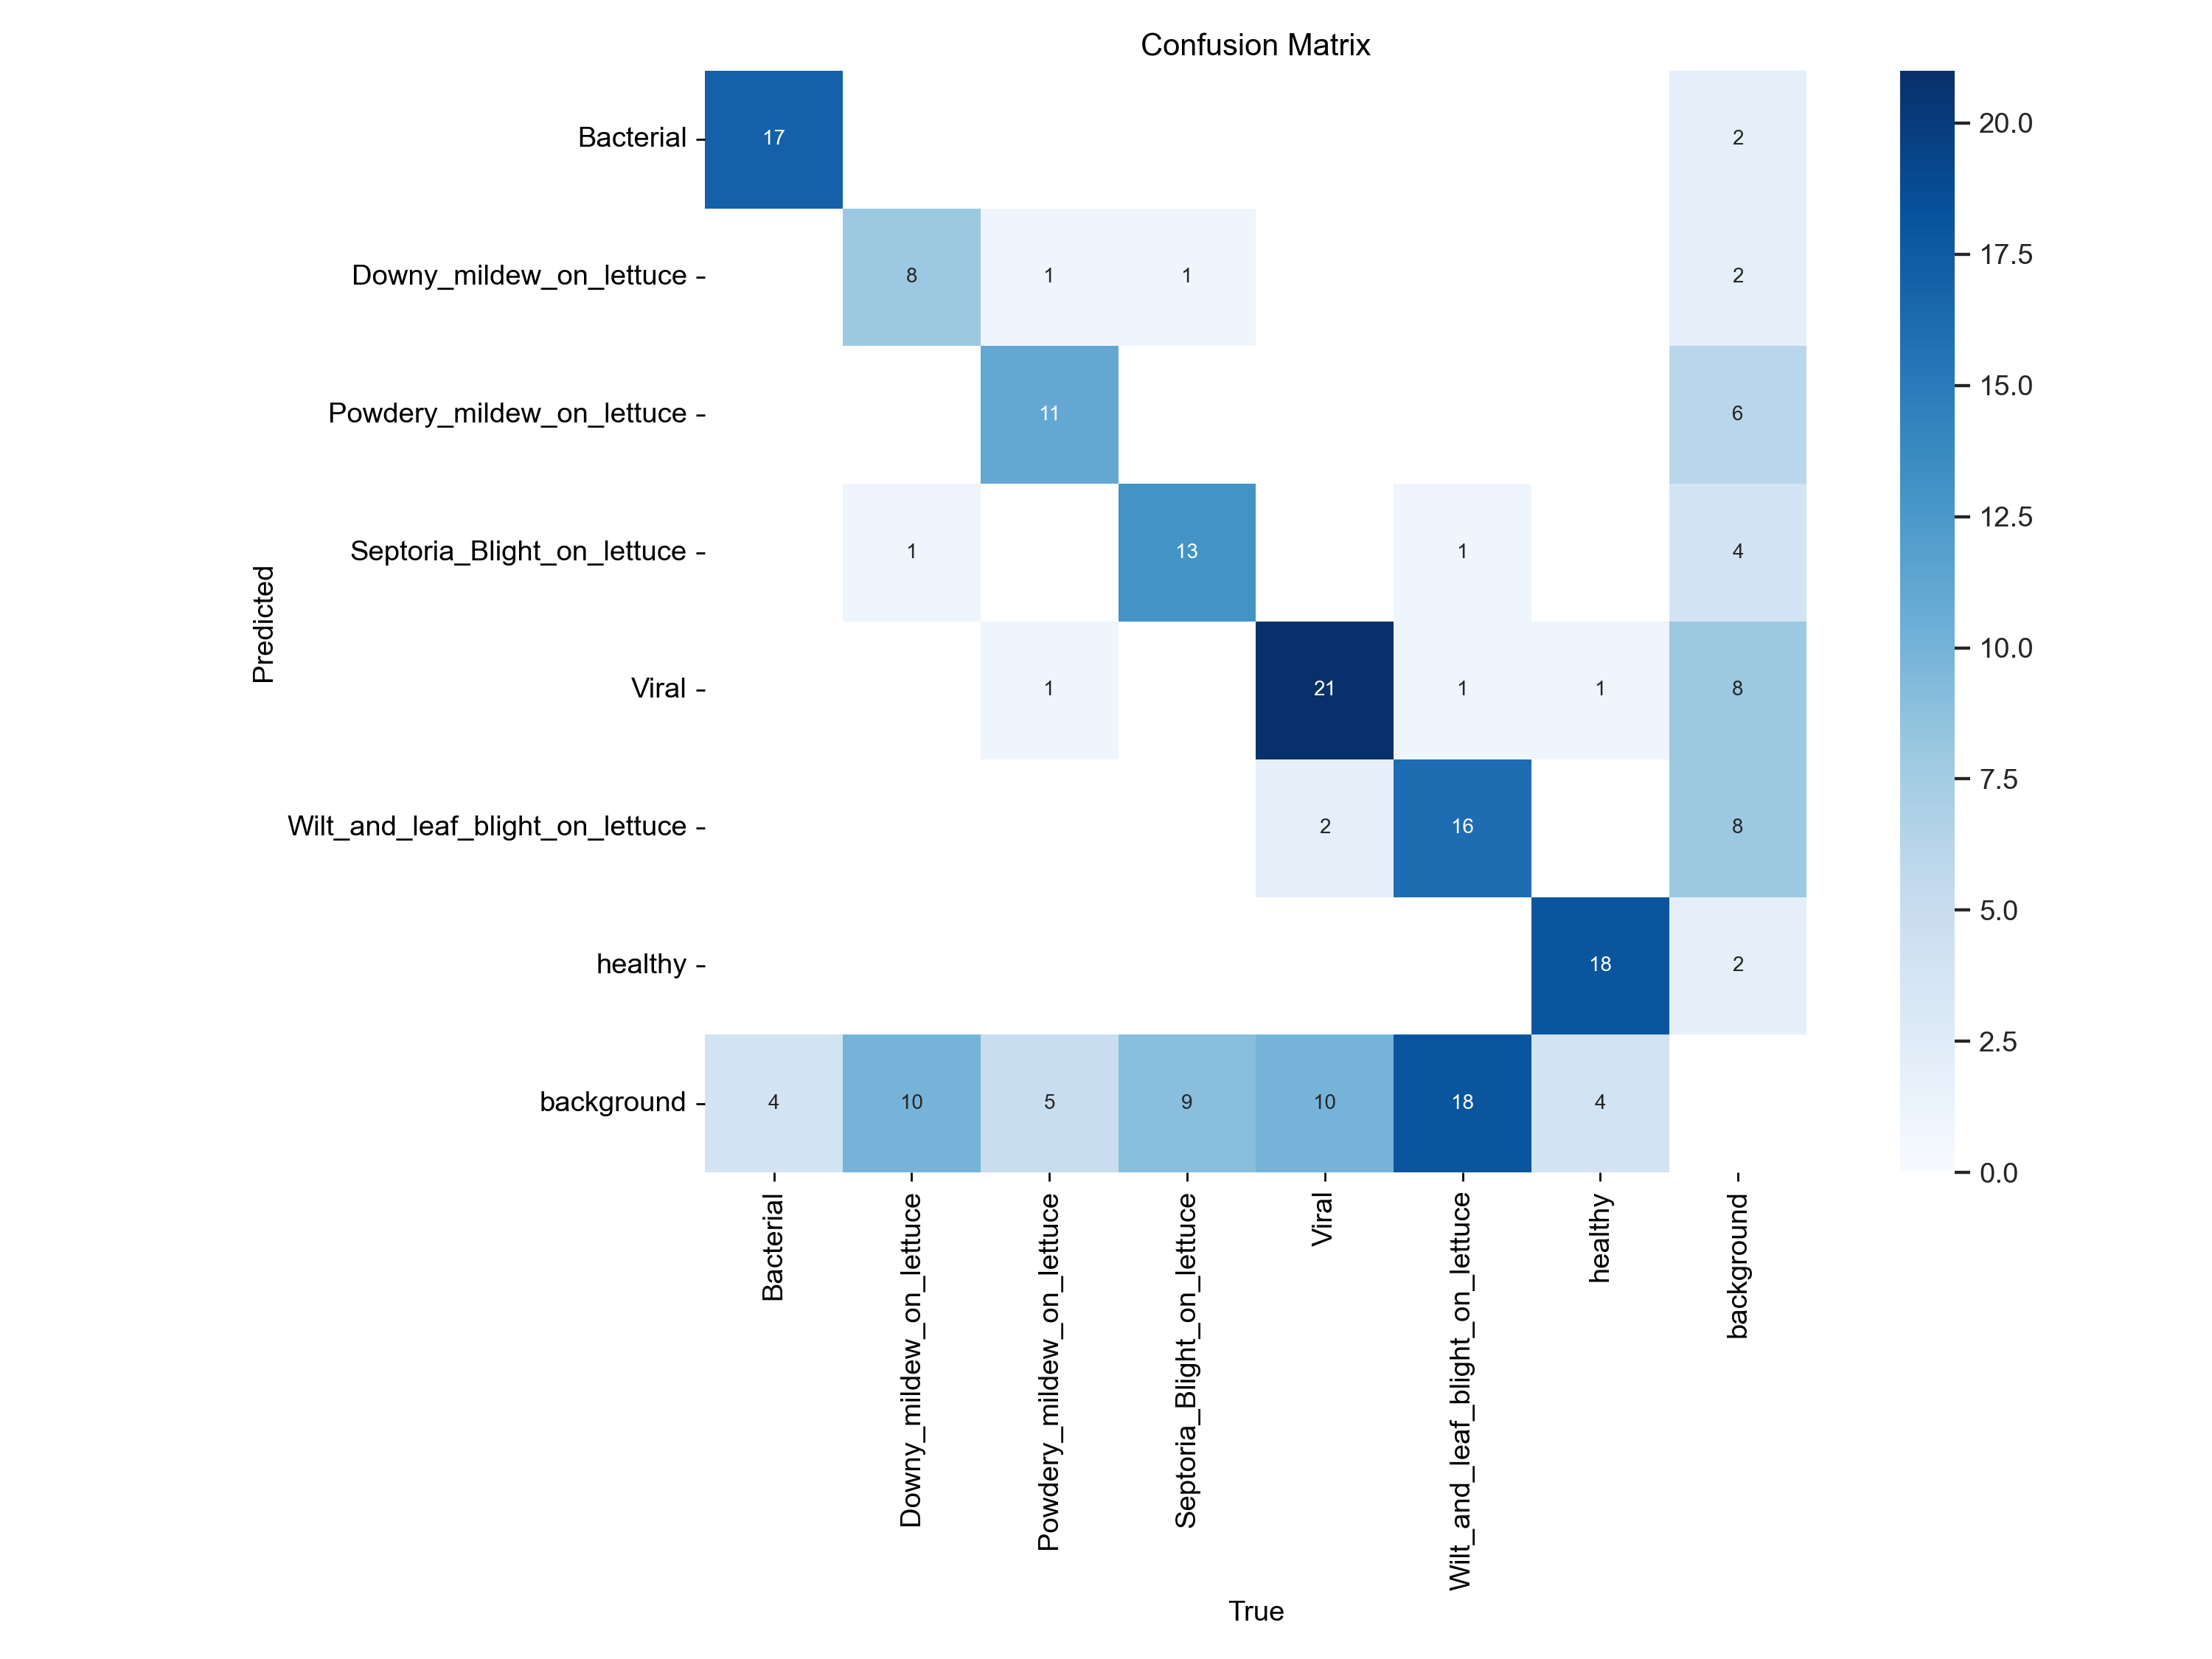 Confusion Matrix
Predicted
Bacterial 17 2
Downy_mildew_on_lettuce 8 1 1 2
Powdery_mildew_on_lettuce 11 6
Septoria_Blight_on_lettuce 1 13 1 4
Viral 1 21 1 1 8
Wilt_and_leaf_blight_on_lettuce 2 16 8
healthy 18 2
background 4 10 5 9 10 18 4
Bacterial
Downy_mildew_on_lettuce
Powdery_mildew_on_lettuce
Septoria_Blight_on_lettuce
Viral
Wilt_and_leaf_blight_on_lettuce
healthy
background
True
20.0
17.5
15.0
12.5
10.0
7.5
5.0
2.5
0.0